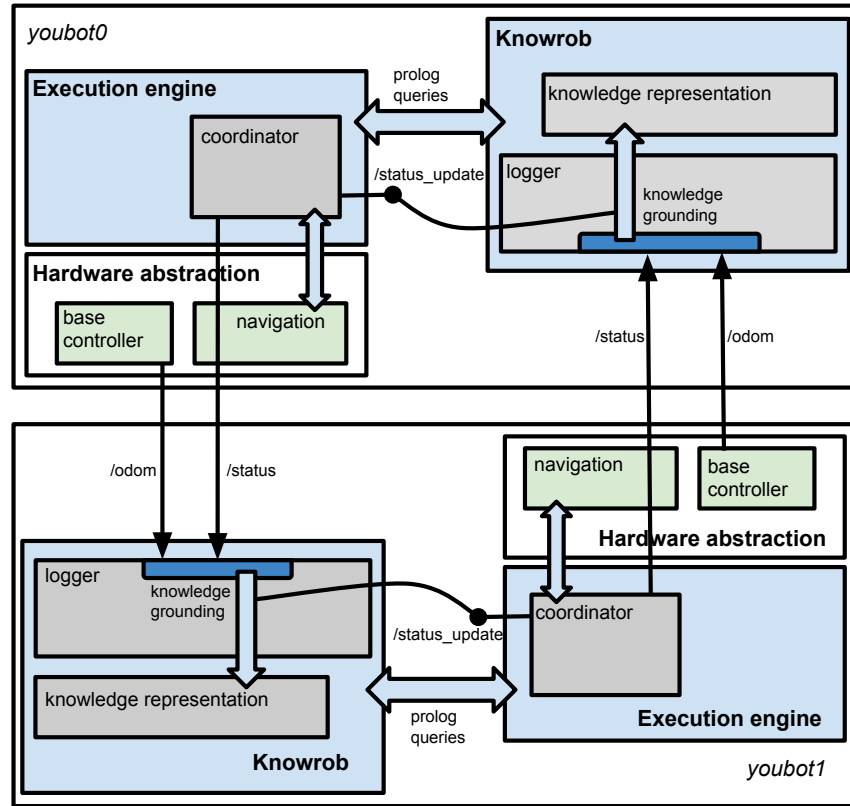 youbot0
Knowrob
Execution engine
prolog
queries
knowledge representation
coordinator
/status_update
logger
knowledge
grounding
Hardware abstraction
base
controller
navigation
/status
/odom
/odom
/status
navigation
base
controller
Hardware abstraction
logger
knowledge
grounding
coordinator
/status_update
knowledge representation
prolog
queries
Execution engine
Knowrob
youbot1